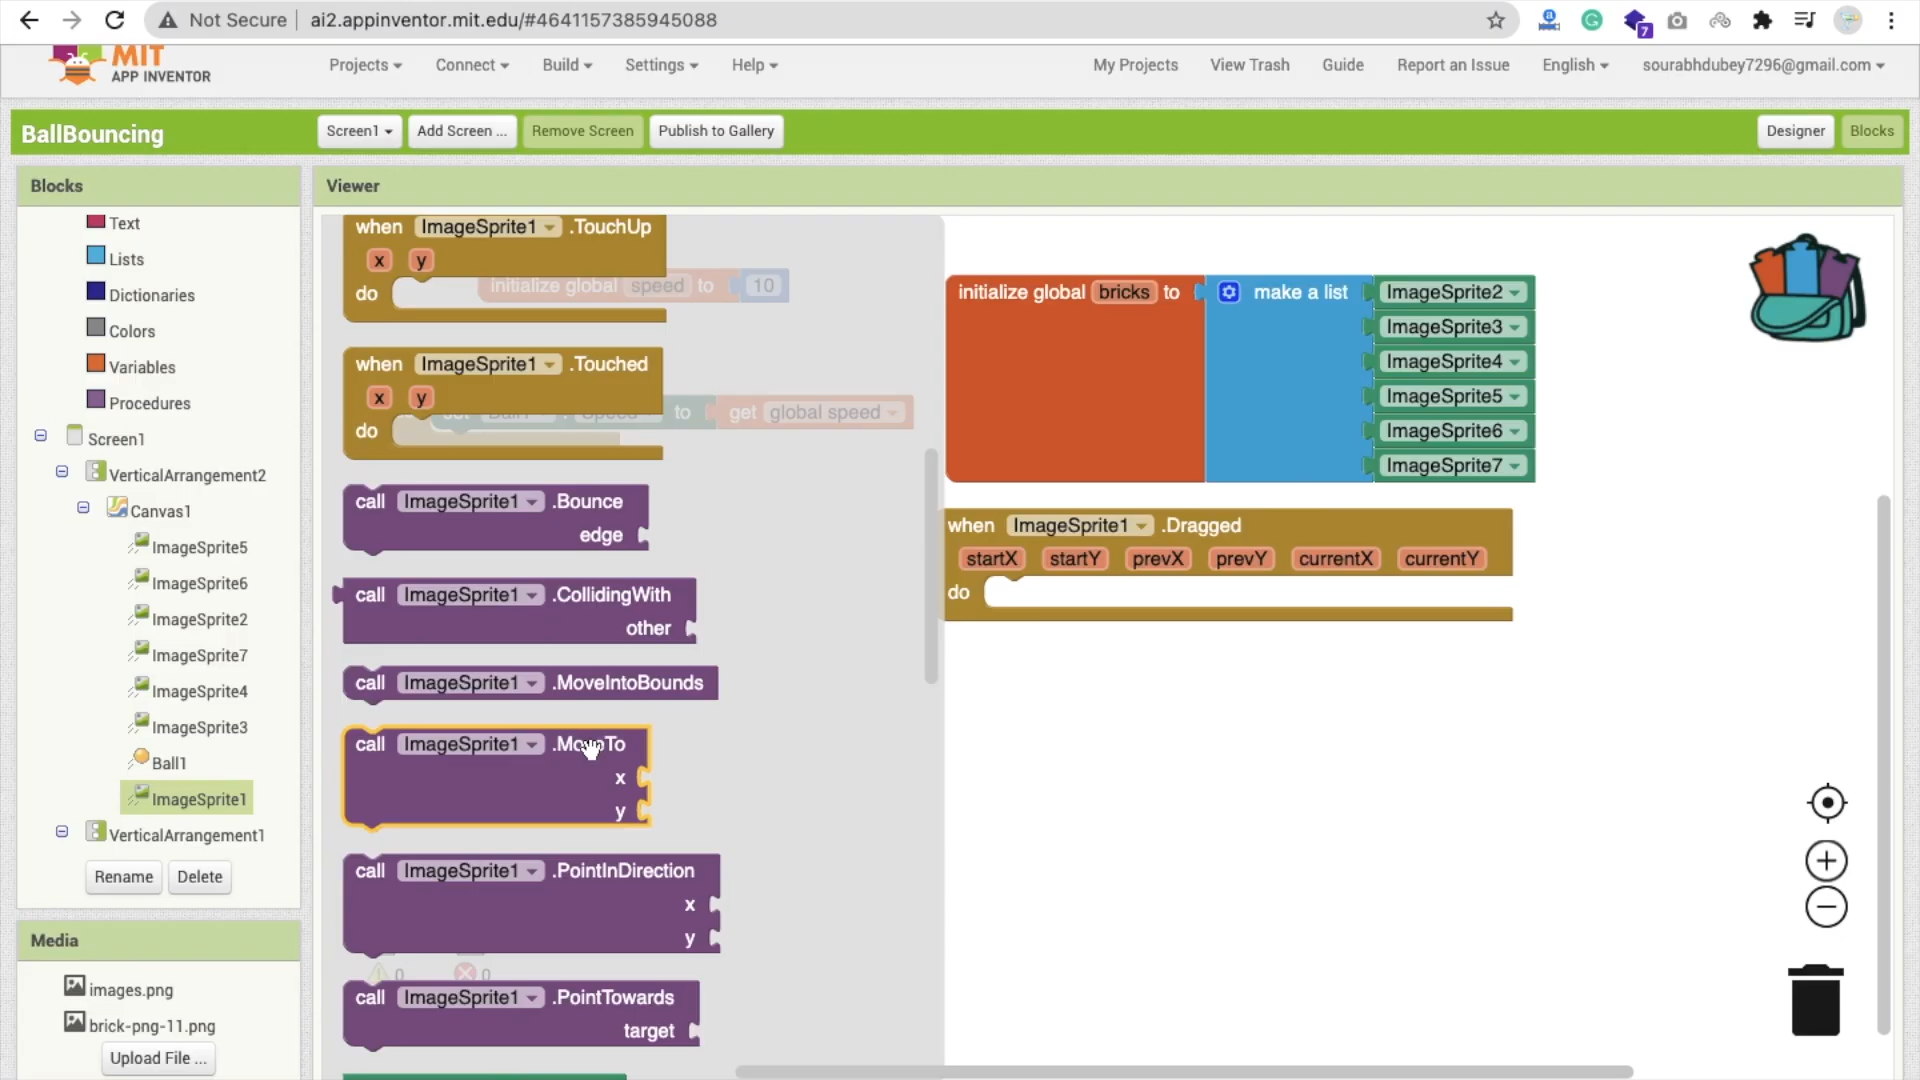 Not Secure | ai2.appinventor.mit.edu/#4641157385945088
7
MIT
APP INVENTOR
Projects Connect Build Settings Help My Projects View Trash Guide Report an Issue English sourabhdubey7296@gmail.com
BallBouncing Screen1 Add Screen ... Remove Screen Publish to Gallery Designer Blocks
Blocks
Text
Lists
Dictionaries
Colors
Variables
Procedures
Screen1
VerticalArrangement2
Canvas1
ImageSprite5
ImageSprite6
ImageSprite2
ImageSprite7
ImageSprite4
ImageSprite3
Ball1
ImageSprite1
VerticalArrangement1
Rename Delete
Media
images.png
brick-png-11.png
Upload File ...
Viewer
when ImageSprite1 .TouchUp
x y
do
initialize global speed to 10
when ImageSprite1 .Touched
x y
do
set Ball1 . Speed to get global speed
call ImageSprite1 .Bounce
edge
call ImageSprite1 .CollidingWith
other
call ImageSprite1 .MoveIntoBounds
call ImageSprite1 .MoveTo
x
y
call ImageSprite1 .PointInDirection
x
y
0 0
call ImageSprite1 .PointTowards
target
initialize global bricks to make a list ImageSprite2
ImageSprite3
ImageSprite4
ImageSprite5
ImageSprite6
ImageSprite7
when ImageSprite1 .Dragged
startX startY prevX prevY currentX currentY
do